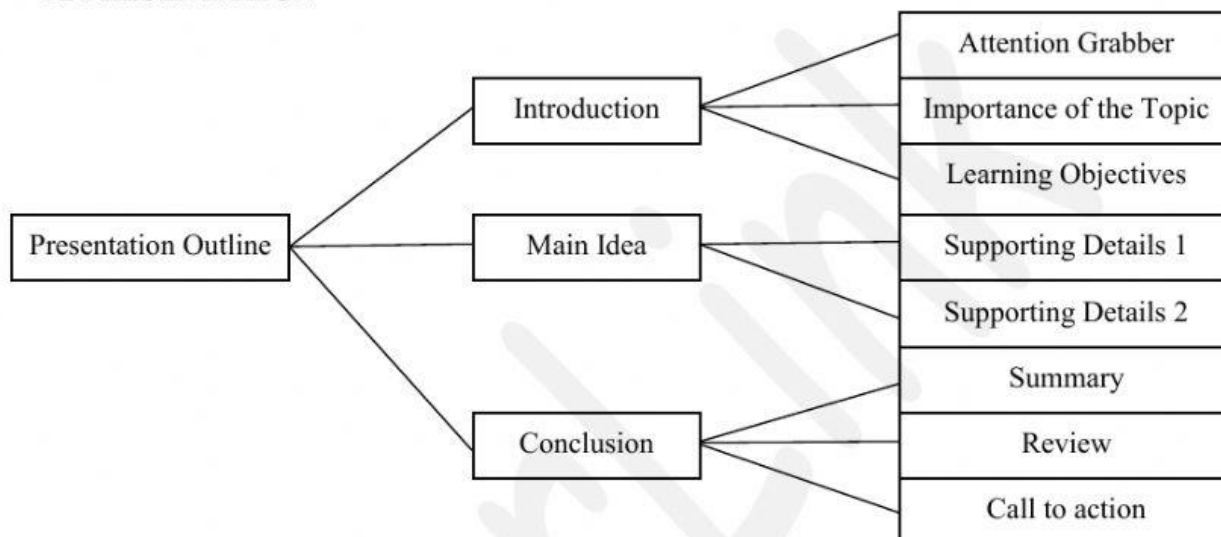 Presentation Outline
Introduction
Attention Grabber
Importance of the Topic
Learning Objectives
Main Idea
Supporting Details 1
Supporting Details 2
Conclusion
Summary
Review
Call to action